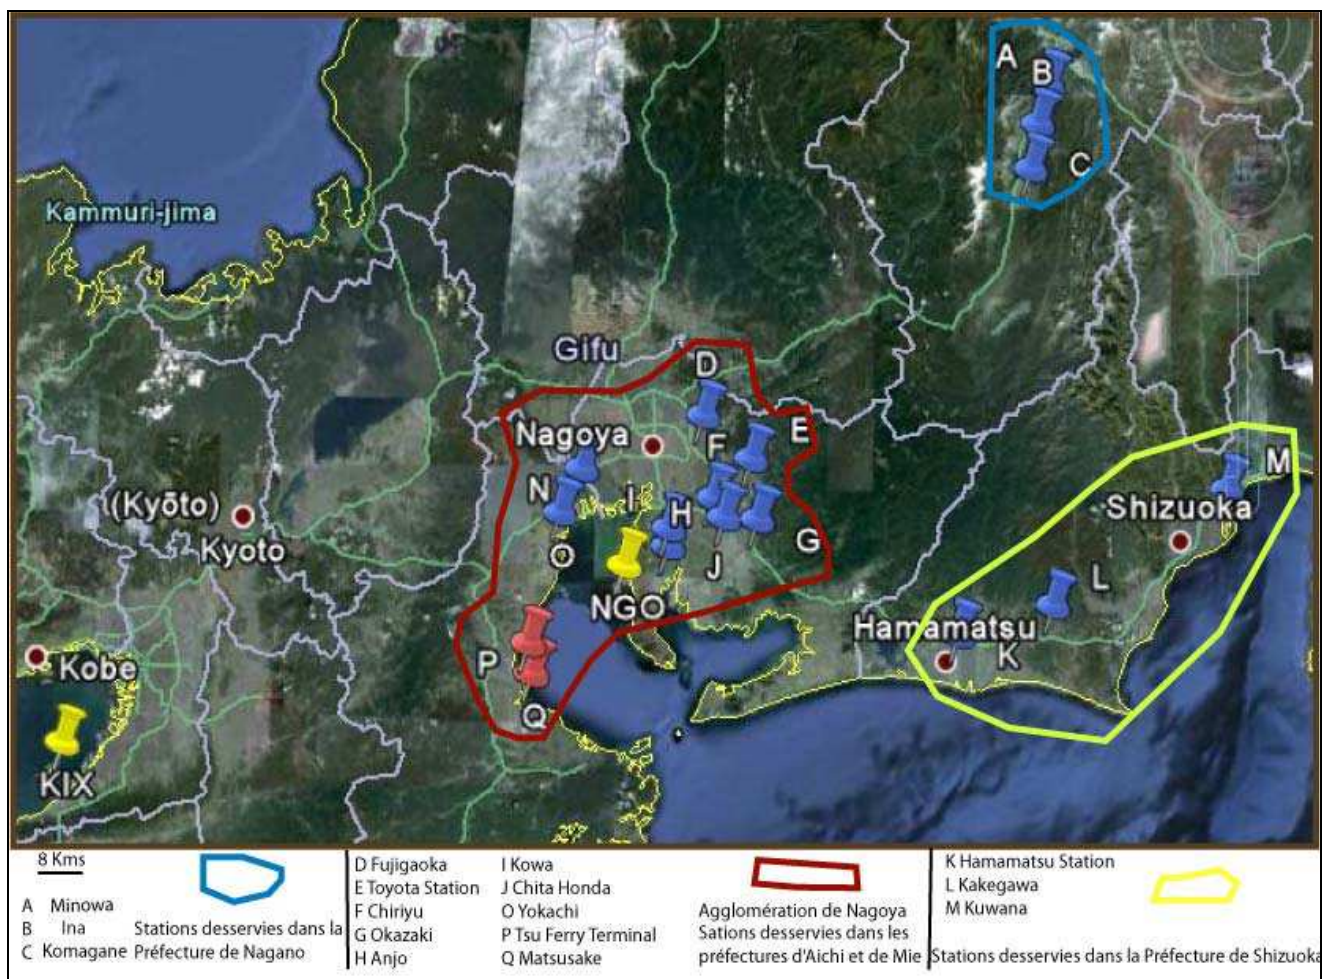 A
B
C
Kammuri-jima
Gifu
D
Nagoya
E
F
N
I
H
M
((Kyōto)
Kyoto
Shizuoka
G
O
J
L
NGO
Hamamatsu
K
Kobe
P
Q
KIX
8 Kms
A Minowa
B Ina
C Komagane
Stations desservies dans la
Préfecture de Nagano
D Fujigaoka
E Toyota Station
F Chiriyu
G Okazaki
H Anjo
I Kowa
J Chita Honda
O Yokachi
P Tsu Ferry Terminal
Q Matsusake
Agglomération de Nagoya
Sations desservies dans les
préfectures d'Aichi et de Mie
K Hamamatsu Station
L Kakegawa
M Kuwana
Stations desservies dans la Préfecture de Shizuoka